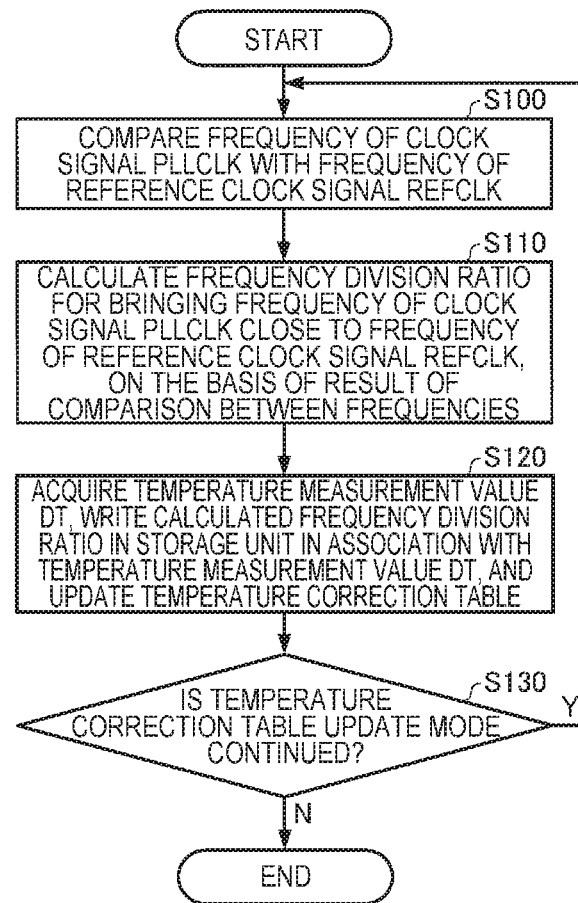 START
S100
COMPARE FREQUENCY OF CLOCK
SIGNAL PLLCLK WITH FREQUENCY OF
REFERENCE CLOCK SIGNAL REFCLK
S110
CALCULATE FREQUENCY DIVISION RATIO
FOR BRINGING FREQUENCY OF CLOCK
SIGNAL PLLCLK CLOSE TO FREQUENCY
OF REFERENCE CLOCK SIGNAL REFCLK,
ON THE BASIS OF RESULT OF
COMPARISON BETWEEN FREQUENCIES
S120
ACQUIRE TEMPERATURE MEASUREMENT VALUE
DT, WRITE CALCULATED FREQUENCY DIVISION
RATIO IN STORAGE UNIT IN ASSOCIATION WITH
TEMPERATURE MEASUREMENT VALUE DT, AND
UPDATE TEMPERATURE CORRECTION TABLE
S130
IS TEMPERATURE
CORRECTION TABLE UPDATE MODE
CONTINUED?
Y
N
END